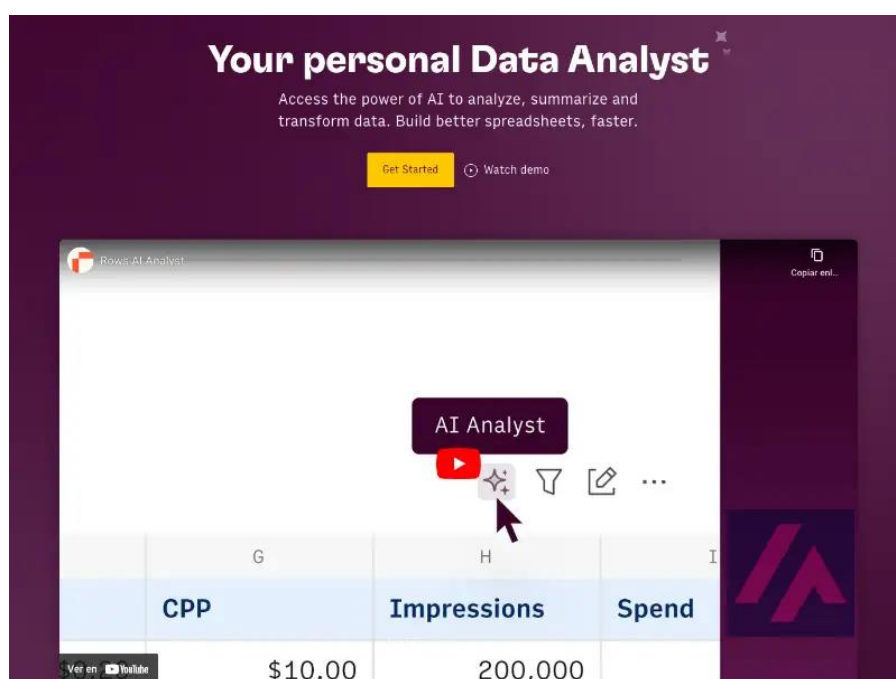 Your personal Data Analyst
Access the power of AI to analyze, summarize and
transform data. Build better spreadsheets, faster.
Get Started
Watch demo
Rows AI Analyst
Copiar enl...
AI Analyst
G H I
CPP Impressions Spend
$10.00 200,000
Ver en YouTube